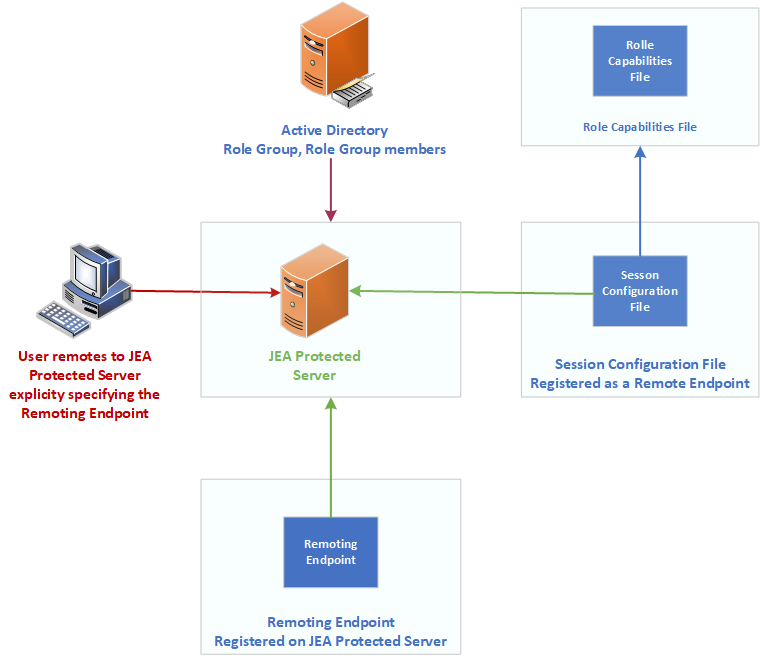 Rolle
Capabilities
File
Role Capabilities File
Active Directory
Role Group, Role Group members
Sesson
Configuration
File
Session Configuration File
Registered as a Remote Endpoint
JEA Protected
Server
User remotes to JEA
Protected Server
explicity specifying the
Remoting Endpoint
Remoting
Endpoint
Remoting Endpoint
Registered on JEA Protected Server